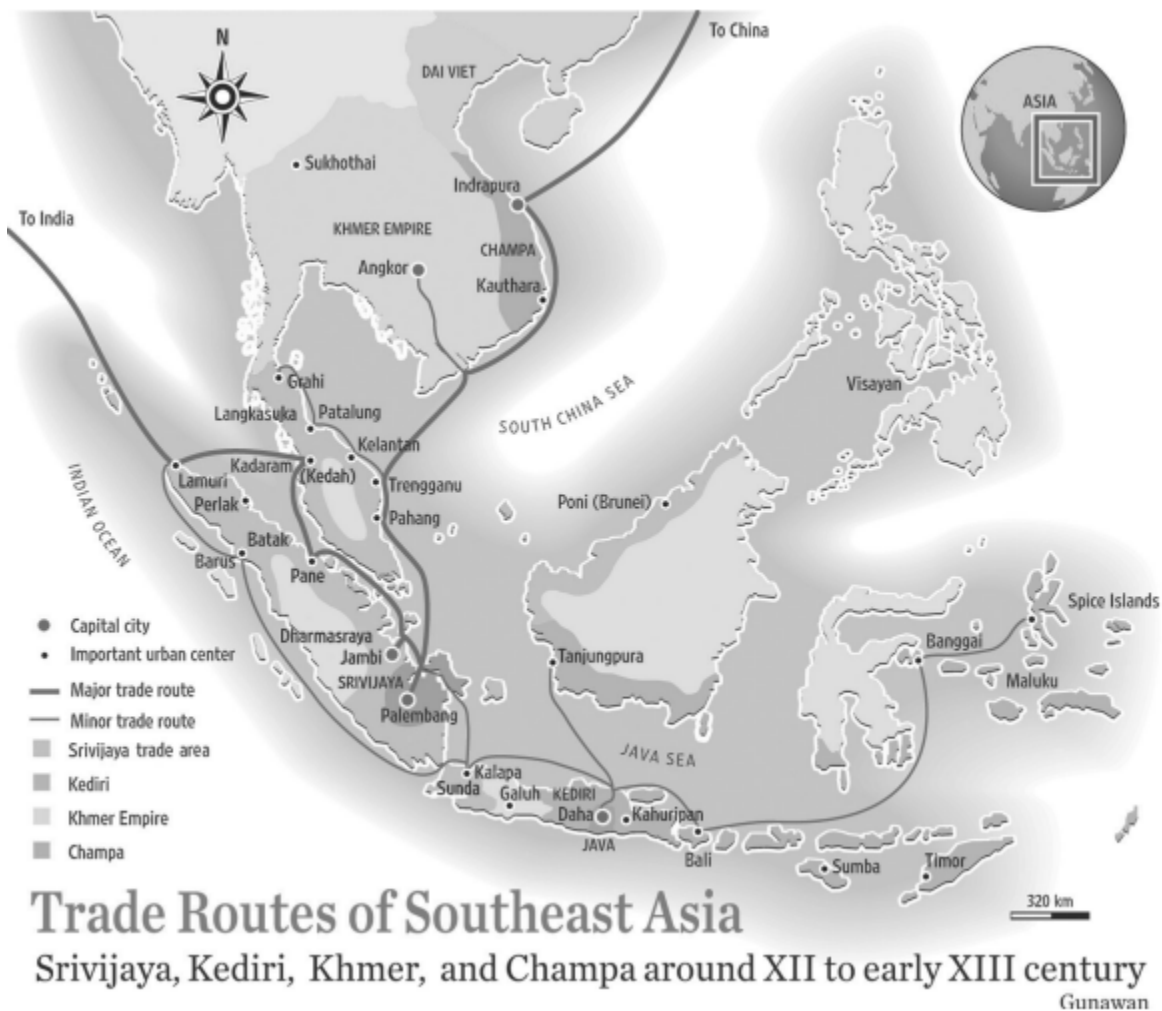 N
To China
DAI VIET
ASIA
Sukhothai
Indrapura
To India
KHMER EMPIRE
CHAMPA
Angkor
Kauthara
Grahi
Visayan
Langkasuka
Patalung
SOUTH CHINA SEA
Kelantan
Kadaram
(Kedah)
Lamuri
Trengganu
INDIAN OCEAN
Perlak
Poni (Brunei)
Pahang
Batak
Barus
Pane
Spice Islands
Capital city
Dharmasraya
Banggai
Important urban center
Jambi
Tanjungpura
SRIVIJAYA
Maluku
Major trade route
Palembang
Minor trade route
JAVA SEA
Srivijaya trade area
Kalapa
Kediri
Sunda
Galuh
KEDIRI
Khmer Empire
Daha
Kahuripan
JAVA
Champa
Bali
Sumba
Timor
320 km
Trade Routes of Southeast Asia
Srivijaya, Kediri, Khmer, and Champa around XII to early XIII century
Gunawan